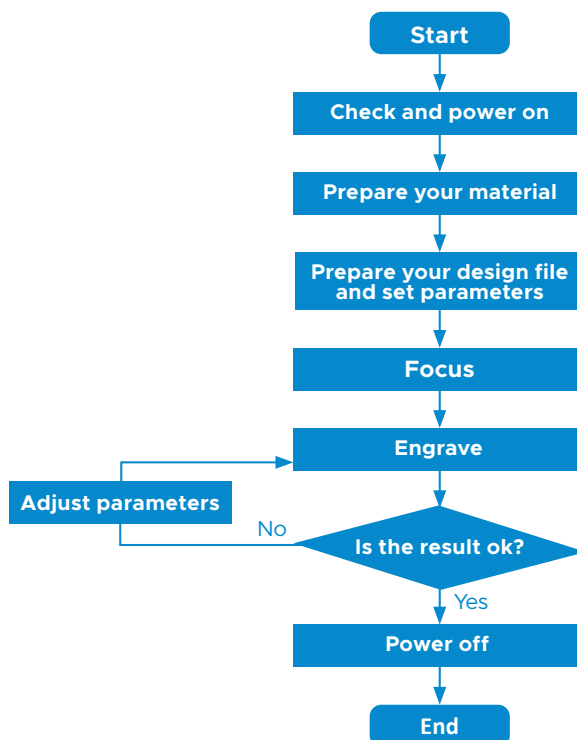 Start
Check and power on
Prepare your material
Prepare your design file
and set parameters
Focus
Engrave
Adjust parameters
No
Is the result ok?
Yes
Power off
End